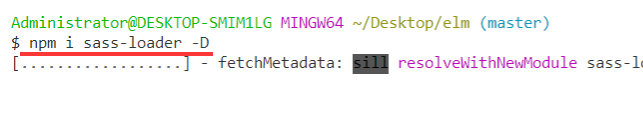 Administrator@DESKTOP-SMIM1LG MINGW64 ~/Desktop/elm (master)
$ npm i sass-loader -D
[..................] - fetchMetadata: sill resolveWithNewModule sass-lo